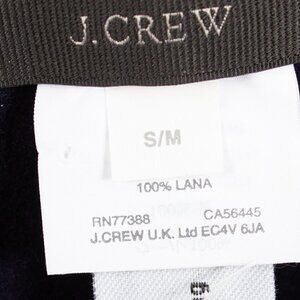 J.CREW
S/M
100% LANA
RN77388 CA56445
J.CREW U.K. Ltd EC4V 6JA